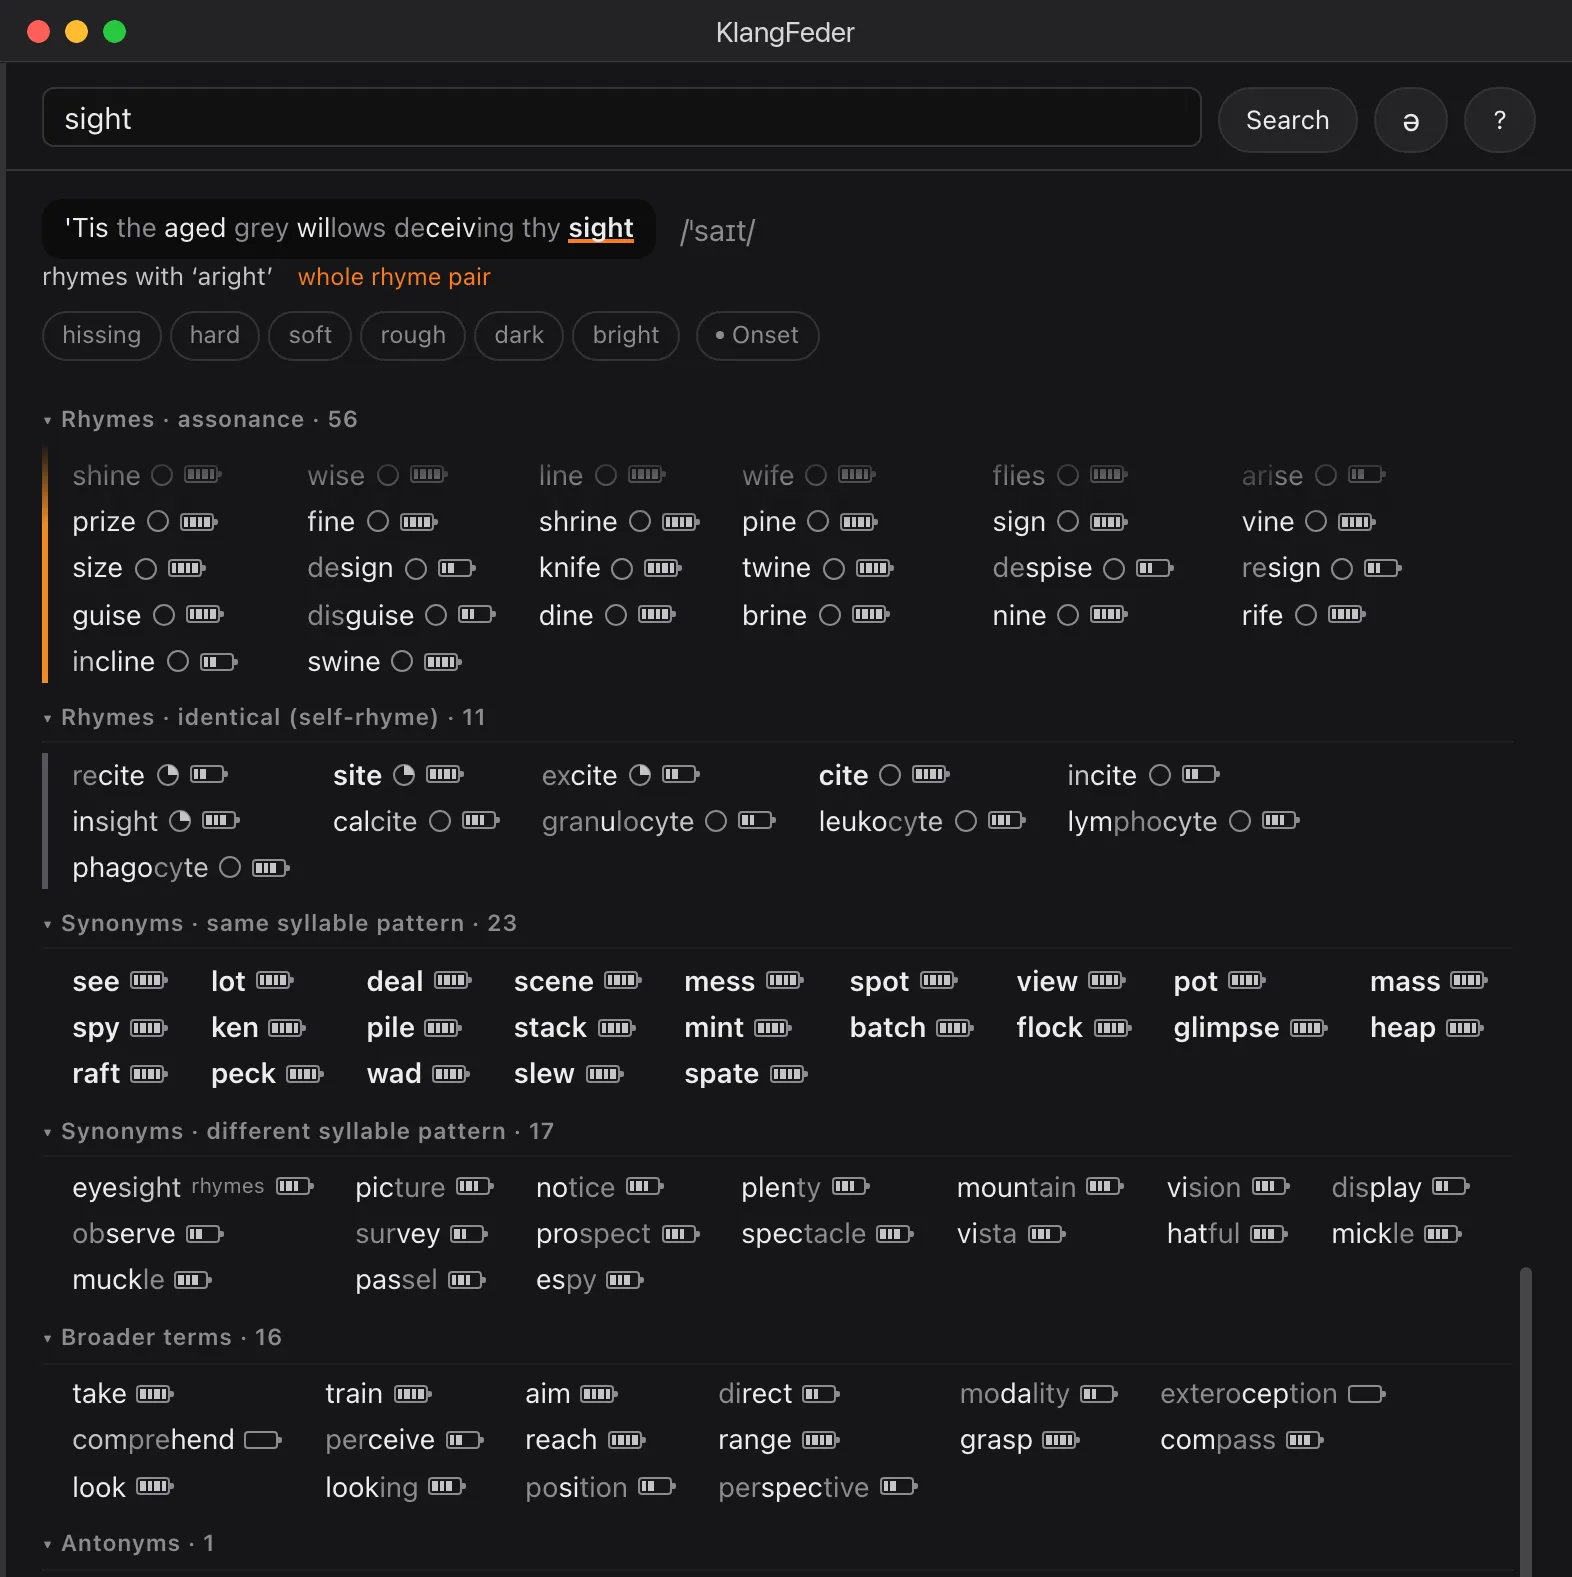 KlangFeder
sight Search ə ?
'Tis the aged grey willows deceiving thy sight /ˈsaɪt/
rhymes with ‘aright’ whole rhyme pair
hissing hard soft rough dark bright • Onset
▾ Rhymes · assonance · 56
shine wise line wife flies arise
prize fine shrine pine sign vine
size design knife twine despise resign
guise disguise dine brine nine rife
incline swine
▾ Rhymes · identical (self-rhyme) · 11
recite site excite cite incite
insight calcite granulocyte leukocyte lymphocyte
phagocyte
▾ Synonyms · same syllable pattern · 23
see lot deal scene mess spot view pot mass
spy ken pile stack mint batch flock glimpse heap
raft peck wad slew spate
▾ Synonyms · different syllable pattern · 17
eyesight rhymes picture notice plenty mountain vision display
observe survey prospect spectacle vista hatful mickle
muckle passel espy
▾ Broader terms · 16
take train aim direct modality exteroception
comprehend perceive reach range grasp compass
look looking position perspective
▾ Antonyms · 1